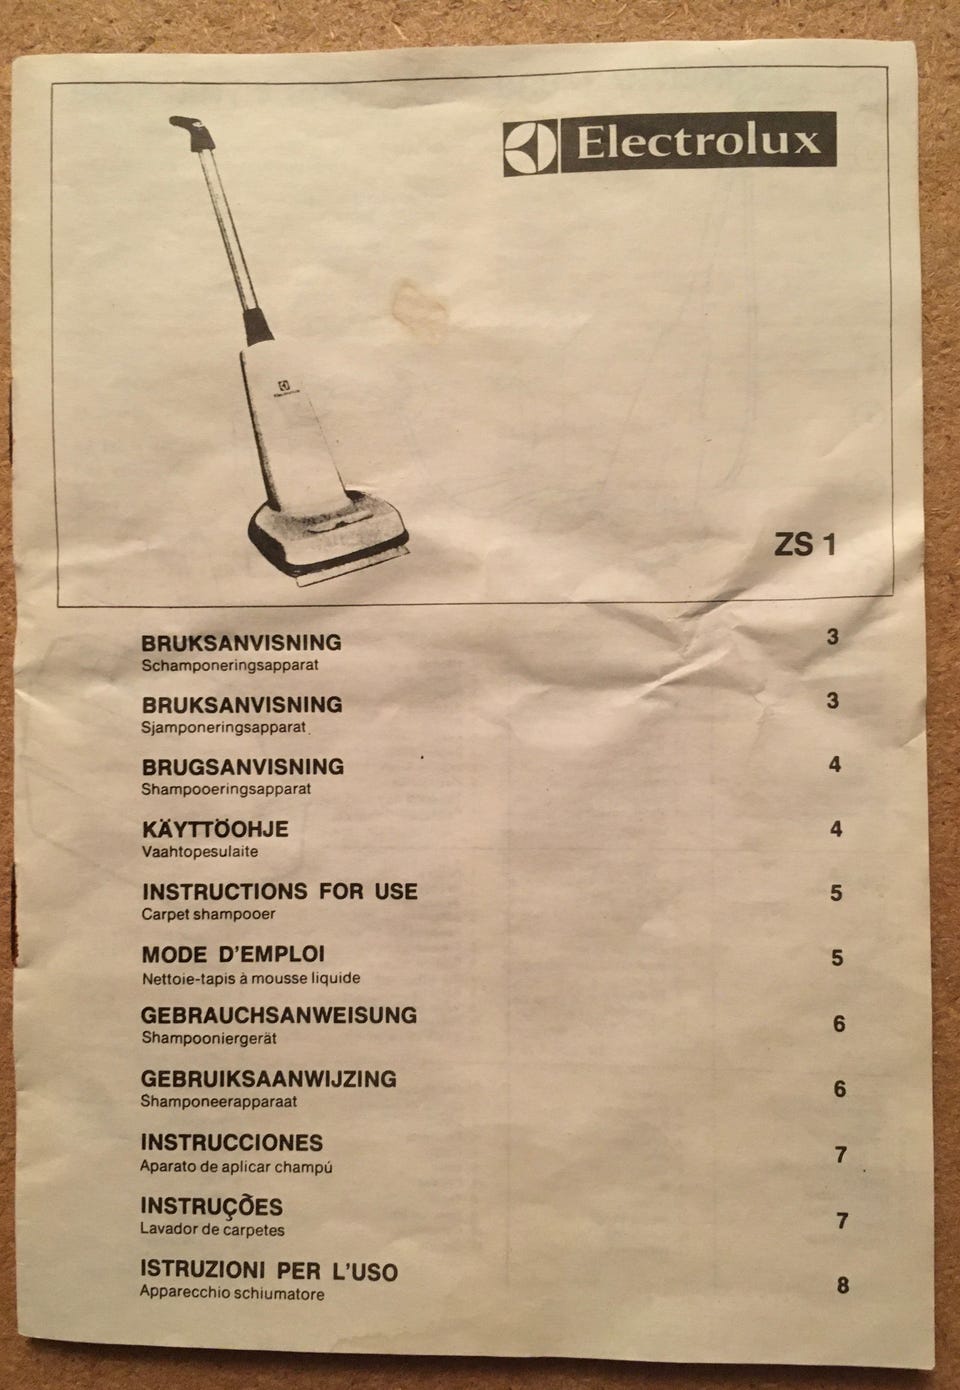 Electrolux
ZS 1
BRUKSANVISNING 3
Schamponeringsapparat
BRUKSANVISNING 3
Sjamponeringsapparat
BRUGSANVISNING 4
Shampooeringsapparat
KÄYTTÖOHJE 4
Vaahtopesulaite
INSTRUCTIONS FOR USE 5
Carpet shampooer
MODE D'EMPLOI 5
Nettoie-tapis à mousse liquide
GEBRAUCHSANWEISUNG 6
Shampooniergerät
GEBRUIKSAANWIJZING 6
Shamponeerapparaat
INSTRUCCIONES 7
Aparato de aplicar champú
INSTRUÇÕES 7
Lavador de carpetes
ISTRUZIONI PER L'USO 8
Apparecchio schiumatore